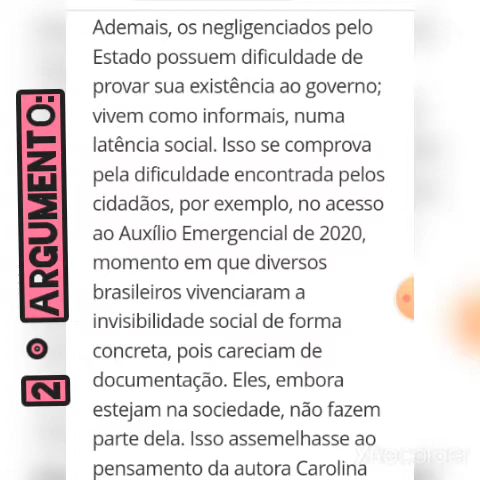 Ademais, os negligenciados pelo
Estado possuem dificuldade de
provar sua existência ao governo;
vivem como informais, numa
latência social. Isso se comprova
pela dificuldade encontrada pelos
cidadãos, por exemplo, no acesso
ao Auxílio Emergencial de 2020,
momento em que diversos
brasileiros vivenciaram a
invisibilidade social de forma
concreta, pois careciam de
documentação. Eles, embora
estejam na sociedade, não fazem
parte dela. Isso assemelhasse ao
pensamento da autora Carolina
2 ARGUMENTO: